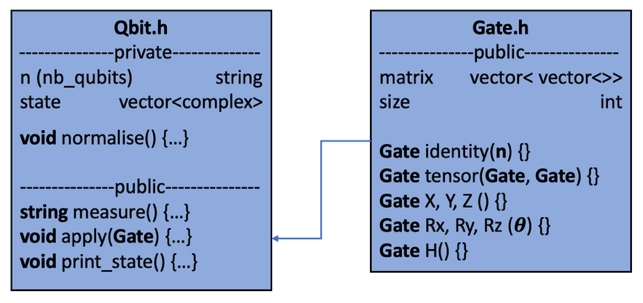 Qbit.h
--------------private-------------
n (nb_qubits) string
state vector<complex>
void normalise() {…}
--------------public--------------
string measure() {…}
void apply(Gate) {…}
void print_state() {…}
Gate.h
--------------public--------------
matrix vector< vector<>>
size int
Gate identity(n) {}
Gate tensor(Gate, Gate) {}
Gate X, Y, Z () {}
Gate Rx, Ry, Rz (θ) {}
Gate H() {}